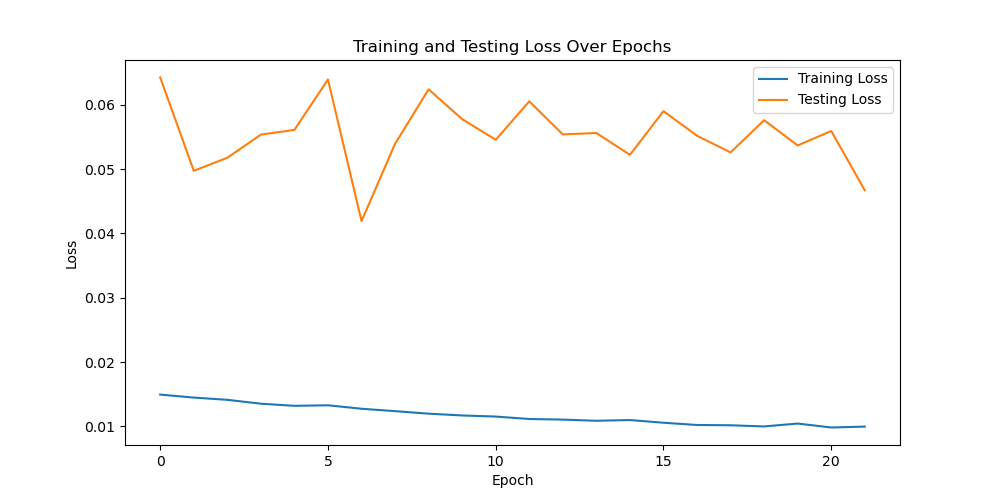 Training and Testing Loss Over Epochs
Training Loss
Testing Loss
0.06
0.05
0.04
0.03
0.02
0.01
Loss
0 5 10 15 20
Epoch